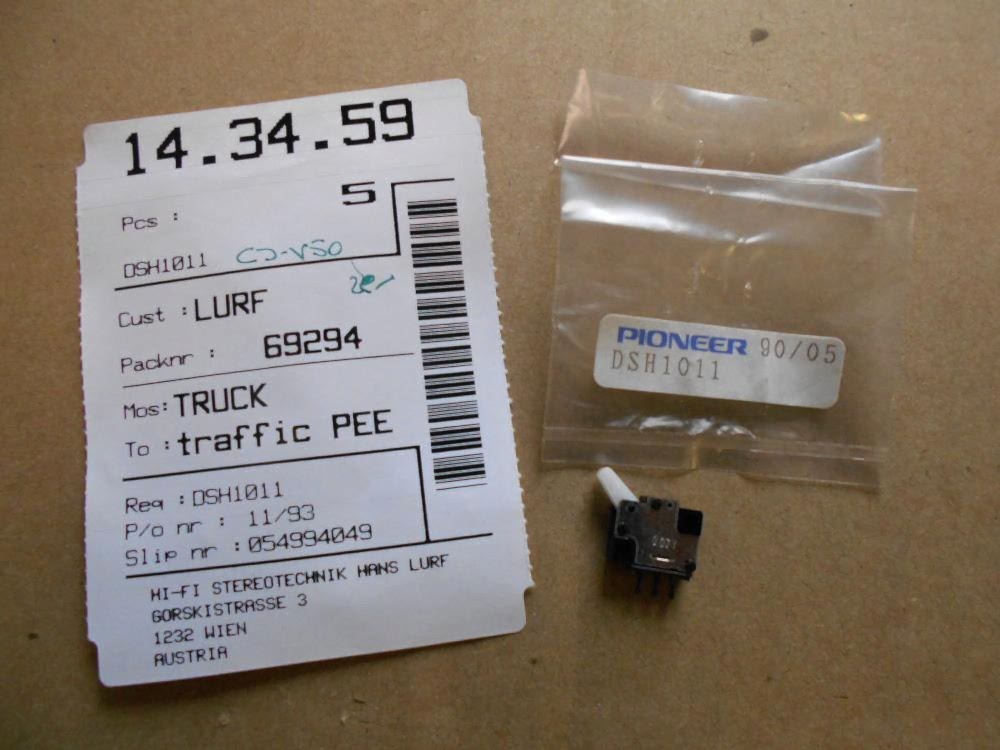 14.34.59
Pcs : 5
DSH1011 CD-V50
Cust : LURF
Packnr : 69294
Mos: TRUCK
To : traffic PEE
Req : DSH1011
P/o nr : 11/93
Slip nr : 054994049
HI-FI STEREOTECHNIK HANS LURF
GORSKISTRASSE 3
1232 WIEN
AUSTRIA
PIONEER 90/05
DSH1011